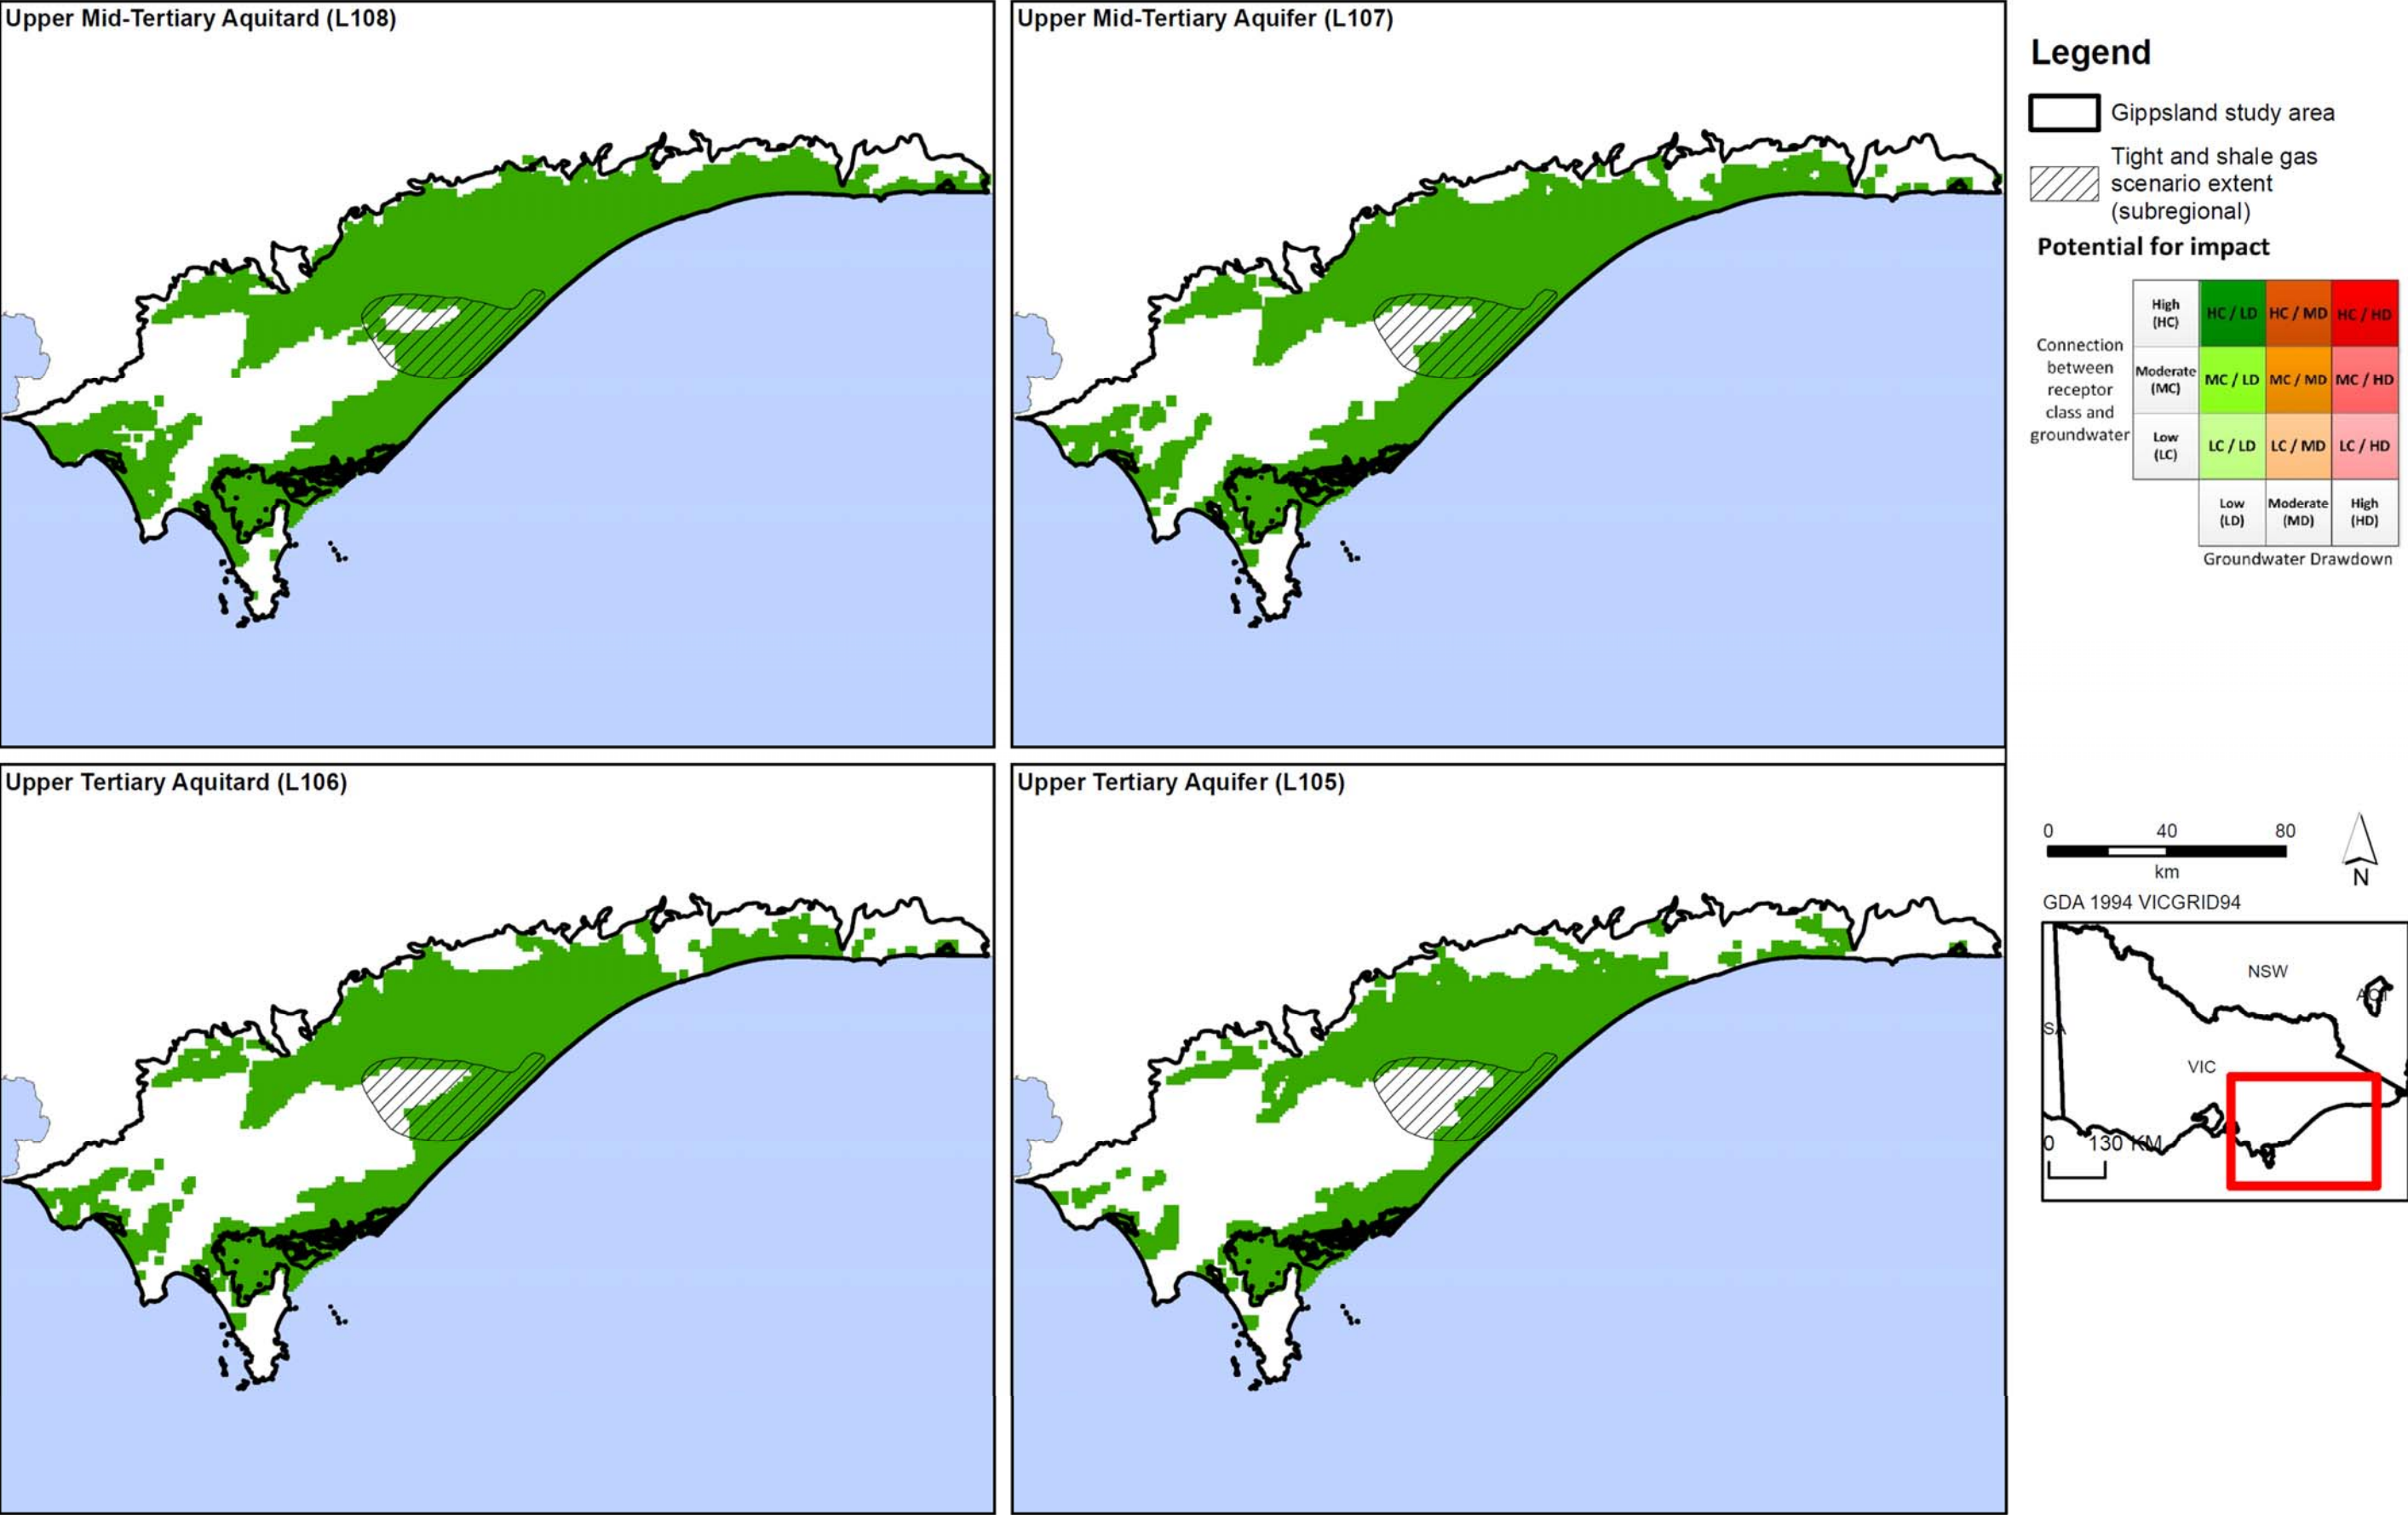 Upper Mid-Tertiary Aquitard (L108)
Upper Mid-Tertiary Aquifer (L107)
Upper Tertiary Aquitard (L106)
Upper Tertiary Aquifer (L105)
Legend
Gippsland study area
Tight and shale gas
scenario extent
(subregional)
Potential for impact
Connection
between
receptor
class and
groundwater
High
(HC)
HC / LD
HC / MD
HC / HD
Moderate
(MC)
MC / LD
MC / MD
MC / HD
Low
(LC)
LC / LD
LC / MD
LC / HD
Low
(LD)
Moderate
(MD)
High
(HD)
Groundwater Drawdown
0 40 80
km
N
GDA 1994 VICGRID94
NSW
ACT
SA
VIC
0 130 KM